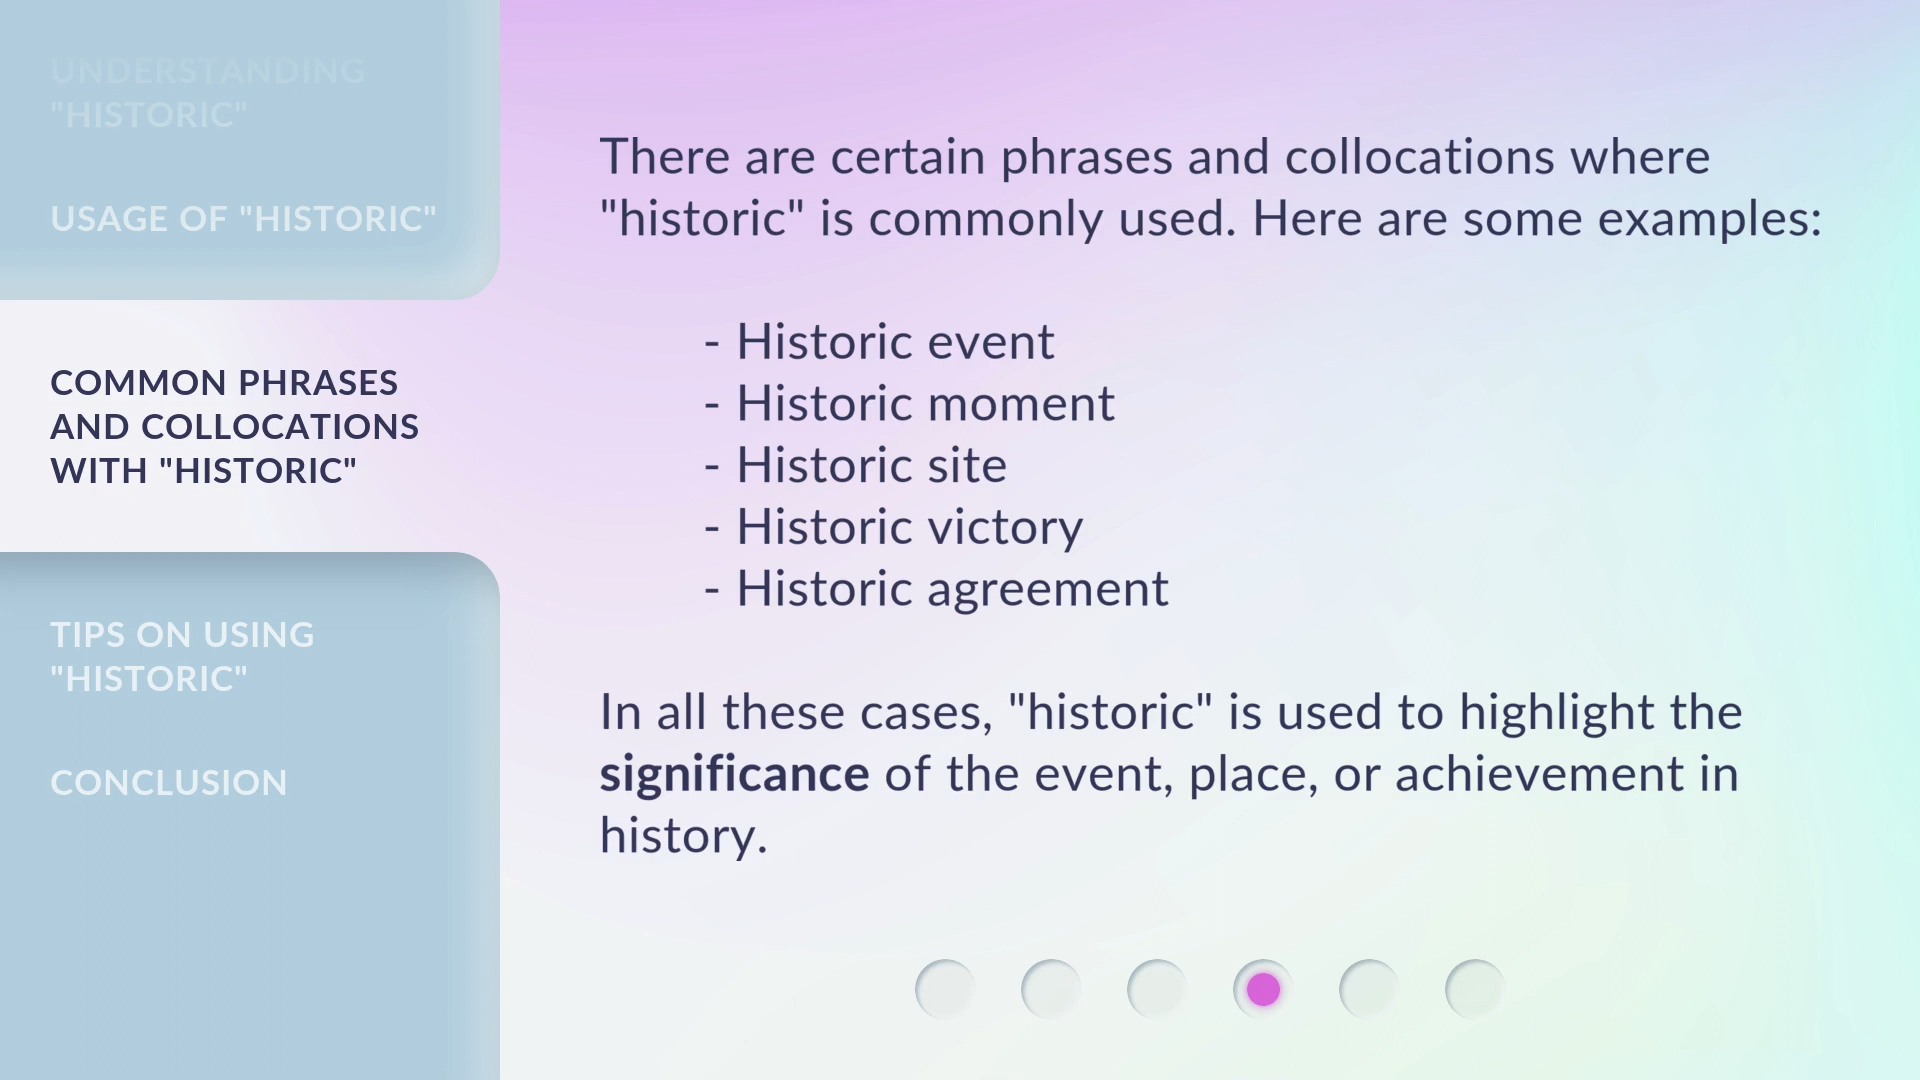 UNDERSTANDING
"HISTORIC"
USAGE OF "HISTORIC"
COMMON PHRASES
AND COLLOCATIONS
WITH "HISTORIC"
TIPS ON USING
"HISTORIC"
CONCLUSION
There are certain phrases and collocations where
"historic" is commonly used. Here are some examples:
- Historic event
- Historic moment
- Historic site
- Historic victory
- Historic agreement
In all these cases, "historic" is used to highlight the
significance of the event, place, or achievement in
history.